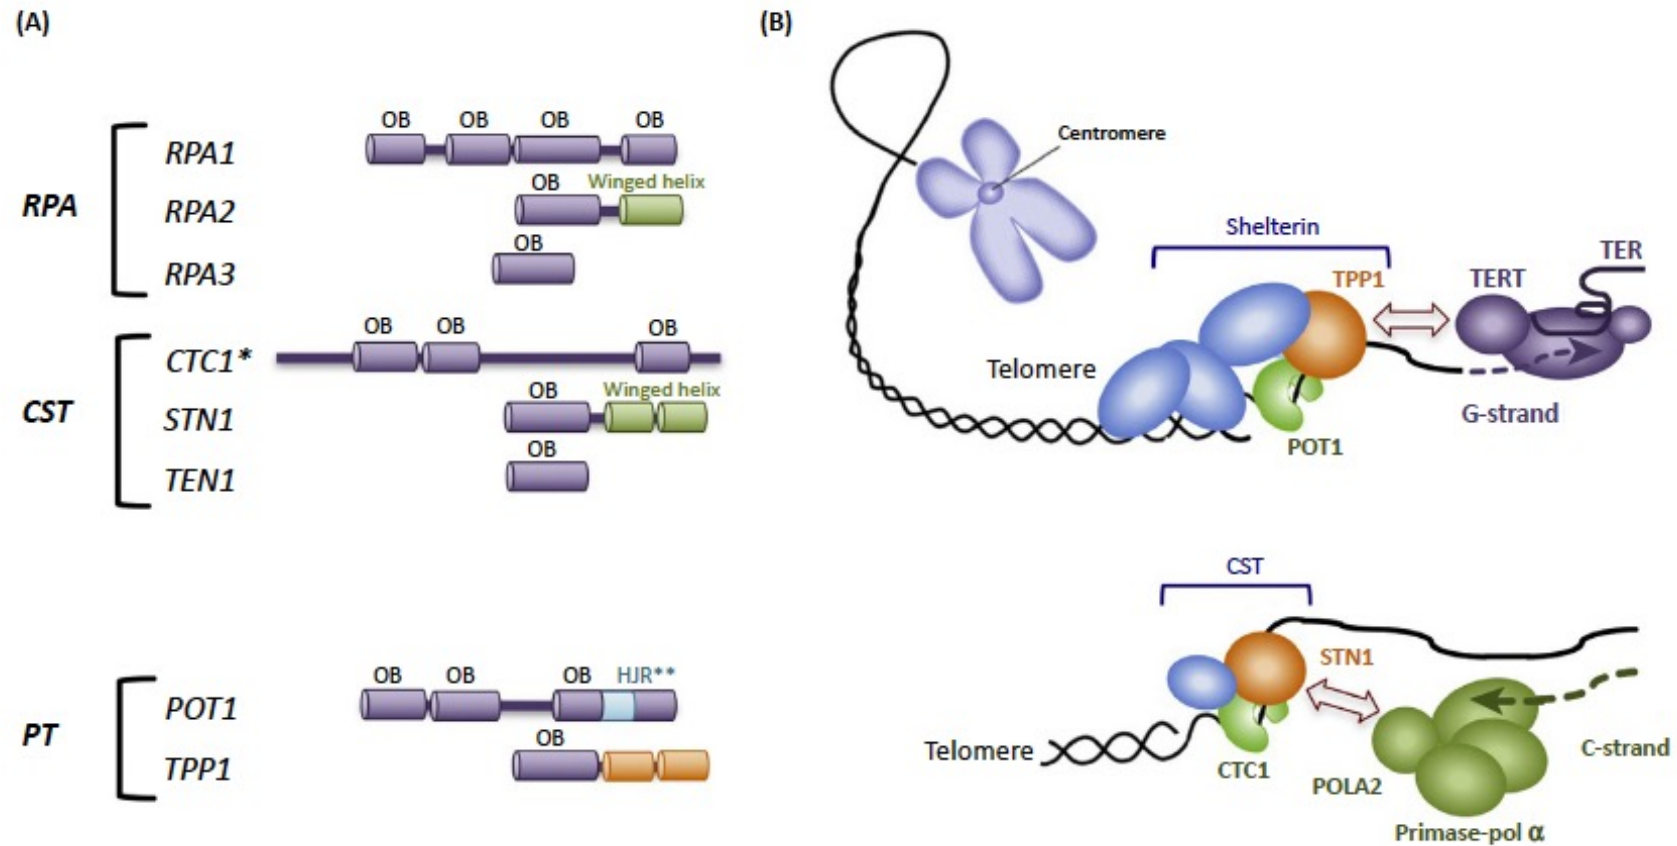 (A)
OB OB OB OB
RPA1
OB Winged helix
RPA RPA2
OB
RPA3
OB OB OB
CTC1*
OB Winged helix
CST STN1
OB
TEN1
OB OB OB HJR**
POT1
PT
OB
TPP1
(B)
Centromere
Shelterin
TER
TPP1 TERT
Telomere
G-strand
POT1
CST
STN1
Telomere
C-strand
CTC1
POLA2
Primase-pol α